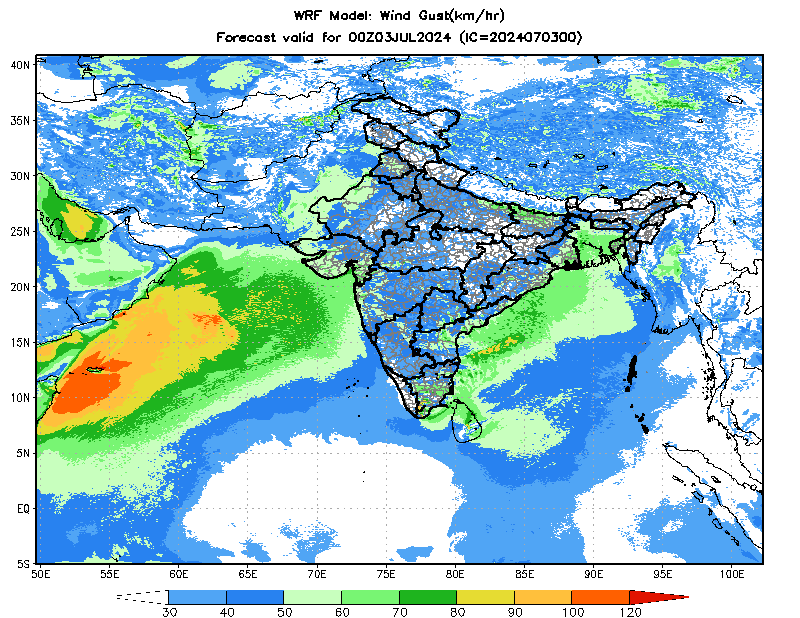 WRF Model: Wind Gust(km/hr)
Forecast valid for 00Z03JUL2024 (IC=2024070300)
40N
35N
30N
25N
20N
15N
10N
5N
EQ
5S
50E 55E 60E 65E 70E 75E 80E 85E 90E 95E 100E
30 40 50 60 70 80 90 100 120